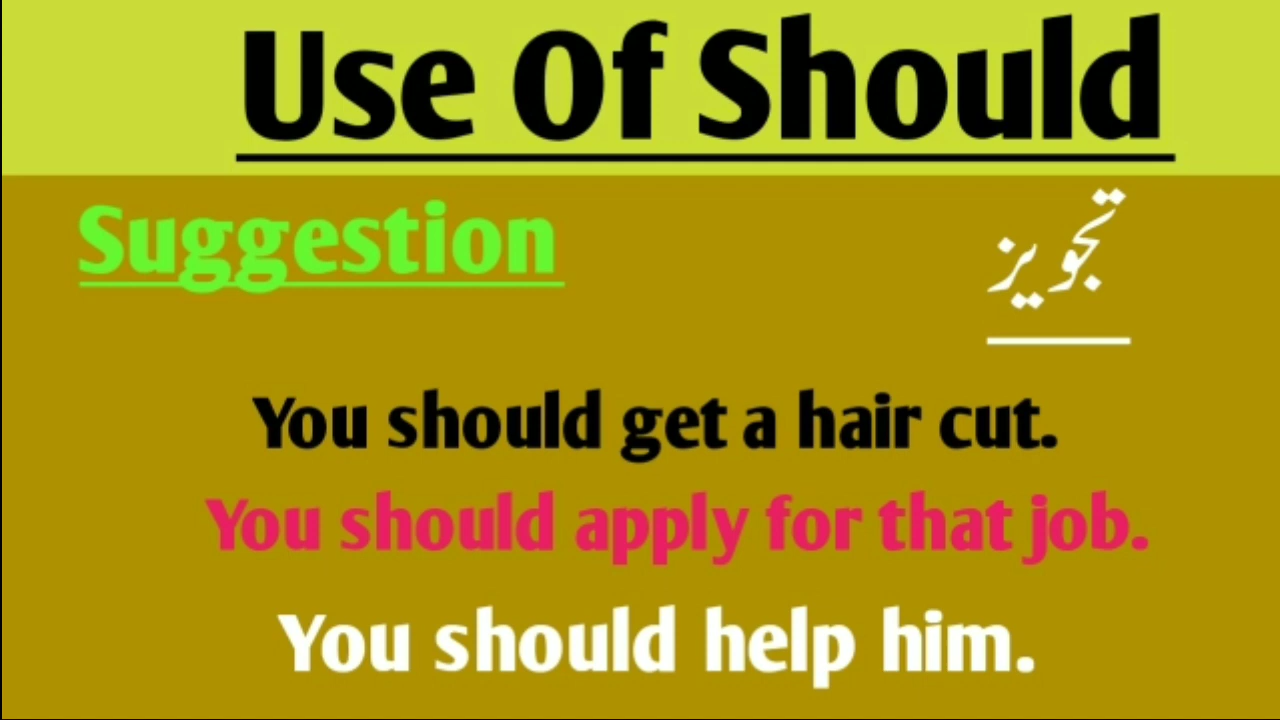 Use Of Should
Suggestion
تجویز
You should get a hair cut.
You should apply for that job.
You should help him.